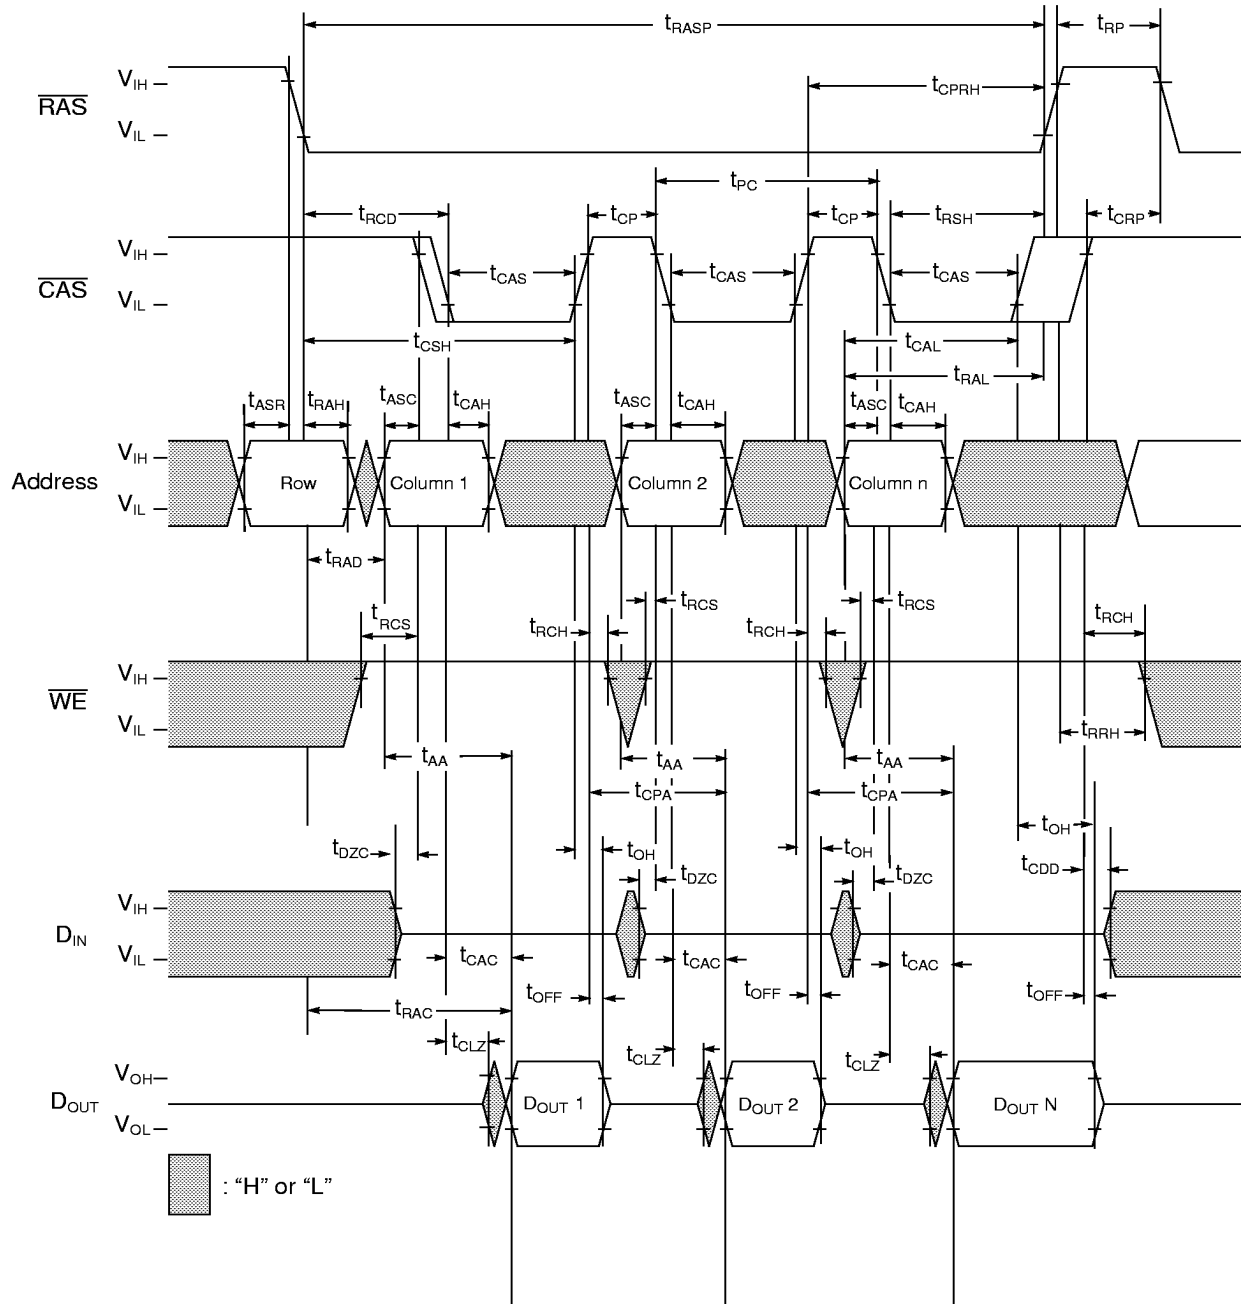 tRASP tRP
VIH
tCPRH
RAS
VIL
tPC
tRCD tCP tCP tRSH tCRP
VIH
tCAS tCAS tCAS
CAS
VIL
tCSH tCAL
tRAL
tASR tRAH tASC tCAH tASC tCAH tASC tCAH
VIH
Address Row Column 1 Column 2 Column n
VIL
tRAD
tRCS tRCS tRCS
tRCH tRCH tRCH
VIH
WE
VIL
tRRH
tAA tAA tAA
tCPA tCPA
tOH
tDZC tOH tOH
tDZC tDZC tCDD
VIH
DIN
VIL
tCAC tCAC tCAC
tOFF tOFF tOFF
tRAC
tCLZ tCLZ tCLZ
VOH
DOUT DOUT 1 DOUT 2 DOUT N
VOL
: “H” or “L”